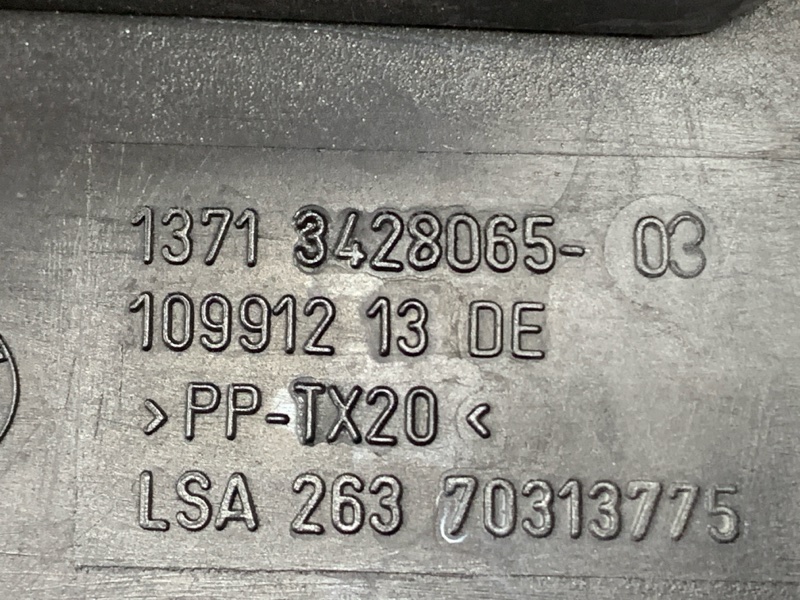 1371 3428065- 03
109912 13 DE
>PP-TX20<
LSA 263 70313775